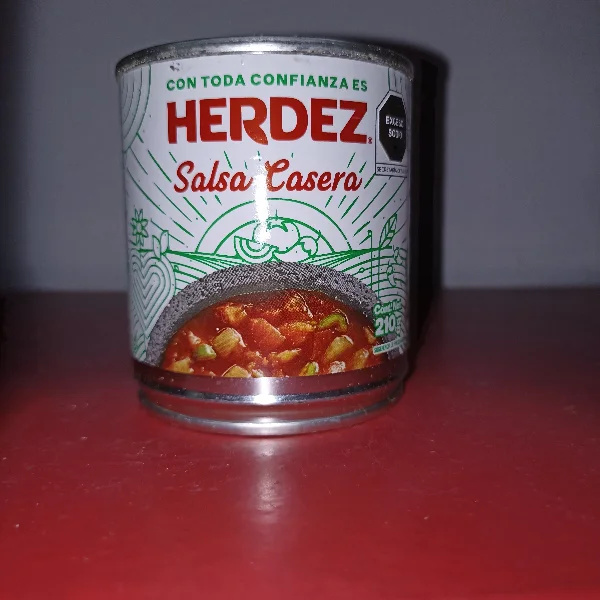 CON TODA CONFIANZA ES
HERDEZ
EXCESO
SODIO
Salsa Casera
210